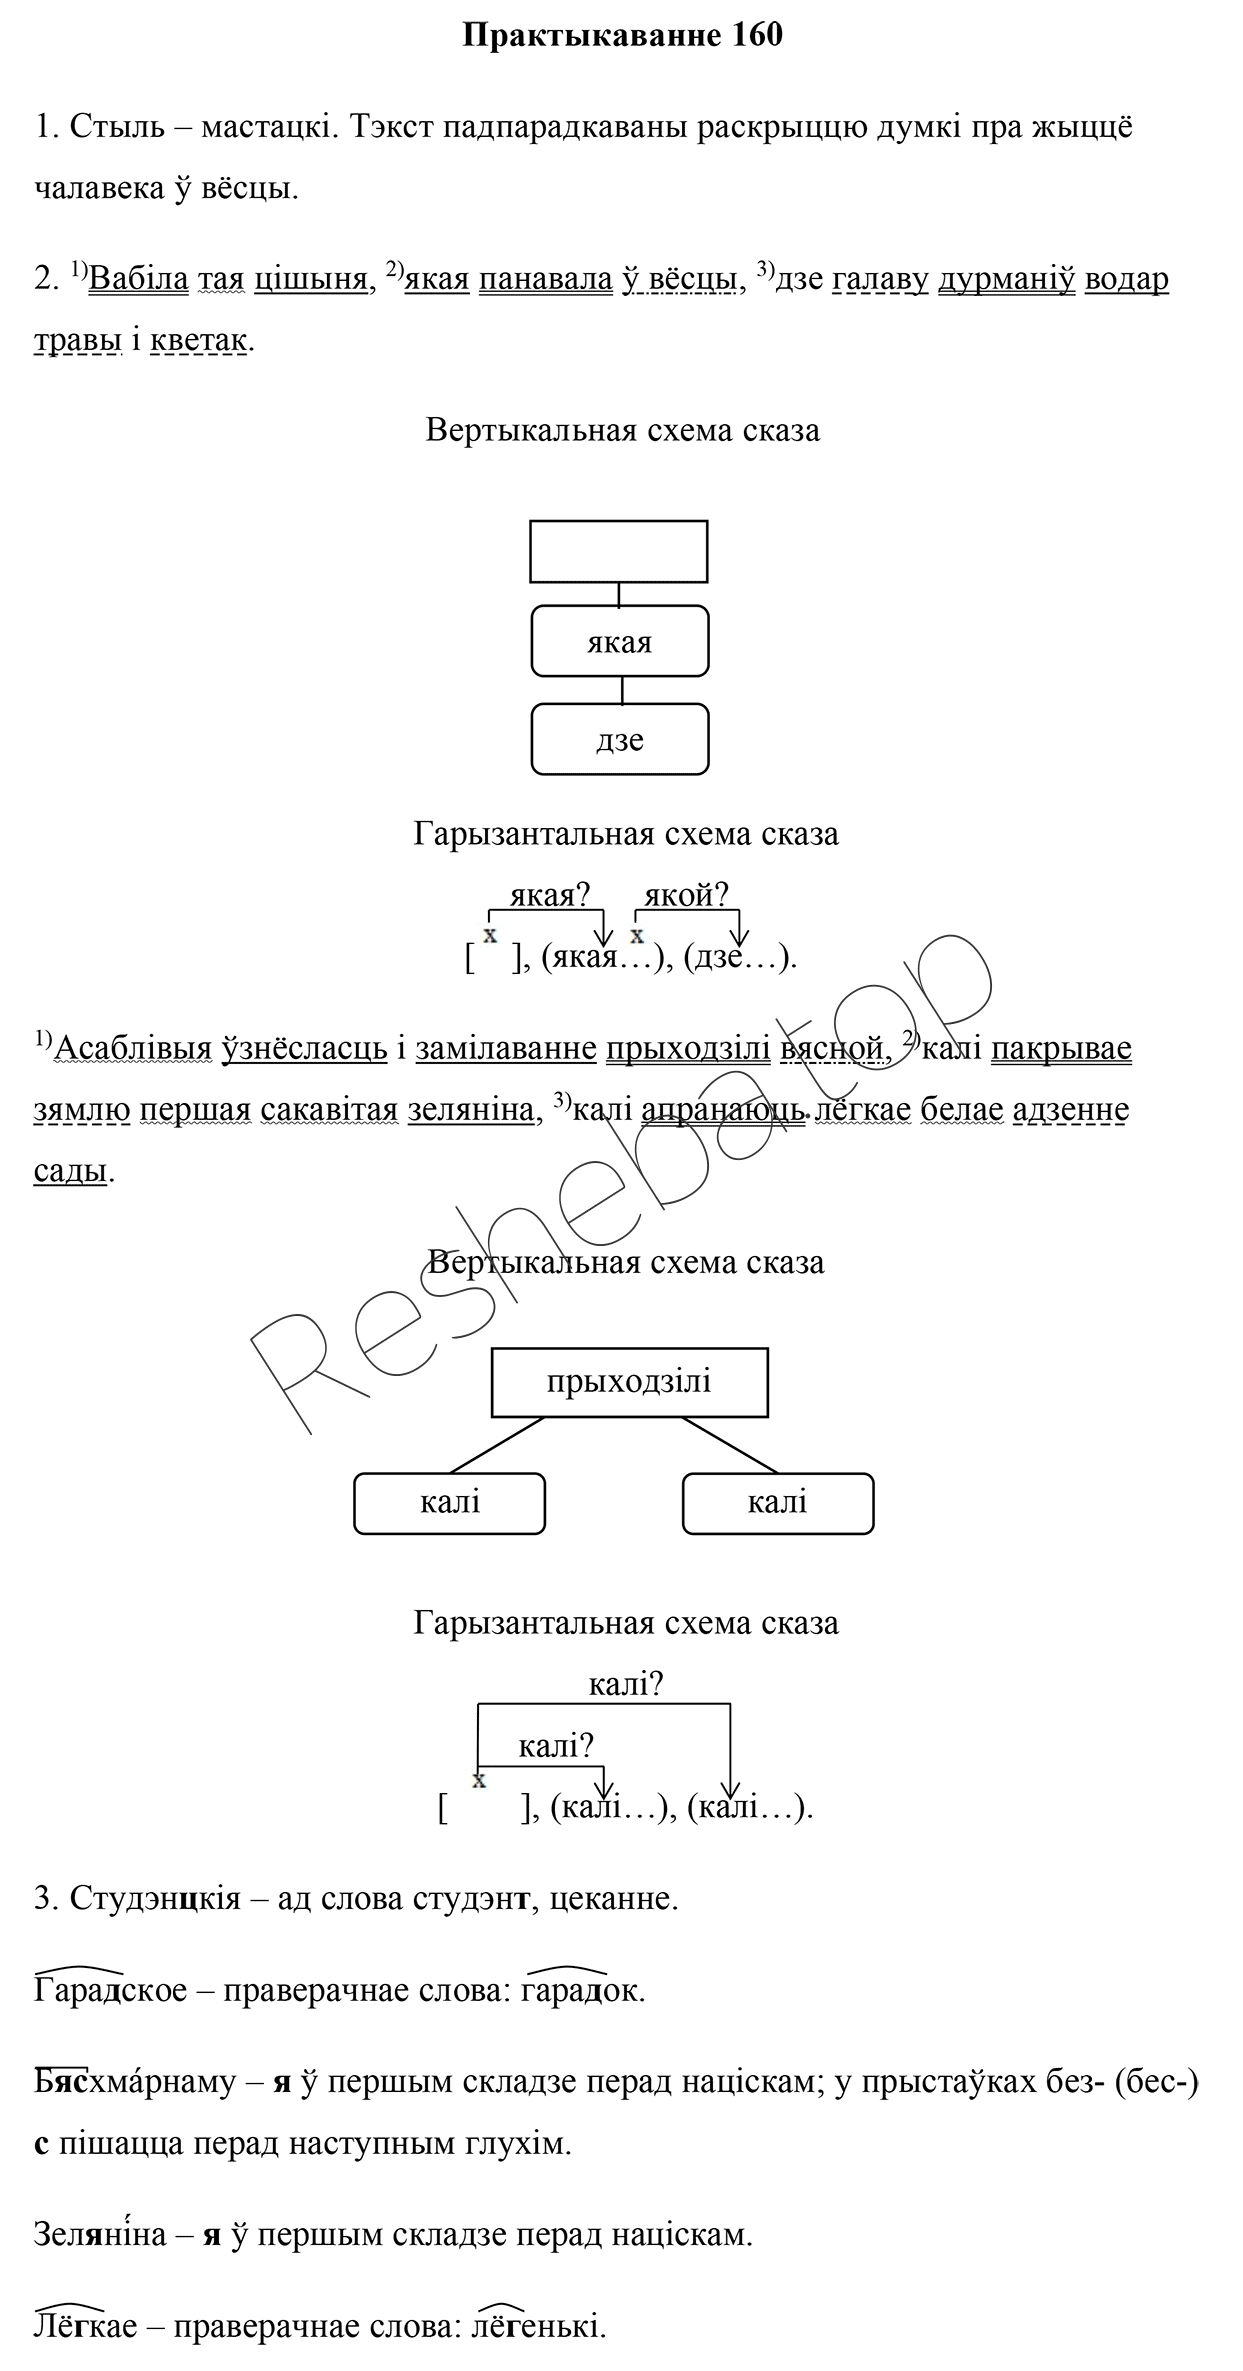 Практыкаванне 160
1. Стыль – мастацкі. Тэкст падпарадкаваны раскрыццю думкі пра жыццё
чалавека ў вёсцы.
2. 1)Вабіла тая цішыня, 2)якая панавала ў вёсцы, 3)дзе галаву дурманіў водар
травы і кветак.
Вертыкальная схема сказа
якая
дзе
Гарызантальная схема сказа
якая? якой?
х х
[ ], (якая…), (дзе…).
1)Асаблівыя ўзнёсласць і замілаванне прыходзілі вясной, 2)калі пакрывае
зямлю першая сакавітая зеляніна, 3)калі апранаюць лёгкае белае адзенне
сады.
Вертыкальная схема сказа
прыходзілі
калі калі
Гарызантальная схема сказа
калі?
калі?
х
[ ], (калі…), (калі…).
3. Студэнцкія – ад слова студэнт, цеканне.
Гарадское – праверачнае слова: гарадок.
Бясхма́рнаму – я ў першым складзе перад націскам; у прыстаўках без- (бес-)
с пішацца перад наступным глухім.
Зеляні́на – я ў першым складзе перад націскам.
Лёгкае – праверачнае слова: лёгенькі.
Resheba.top